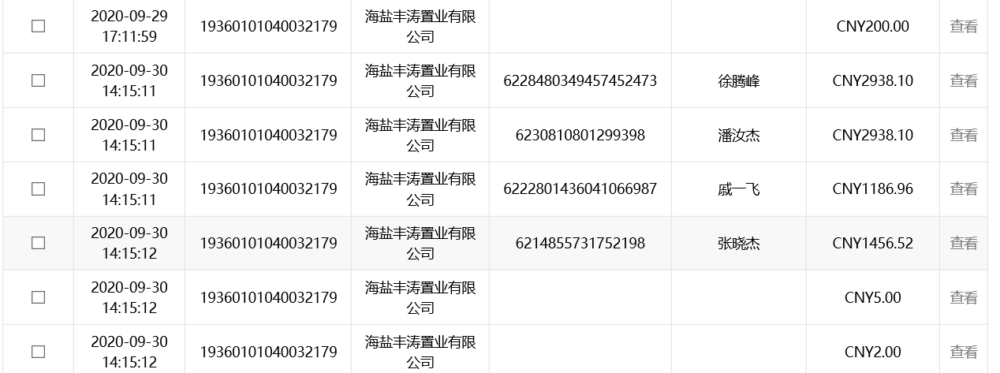 2020-09-29
17:11:59
19360101040032179
海盐丰涛置业有限
公司
CNY200.00
查看
2020-09-30
14:15:11
19360101040032179
海盐丰涛置业有限
公司
6228480349457452473
徐腾峰
CNY2938.10
查看
2020-09-30
14:15:11
19360101040032179
海盐丰涛置业有限
公司
6230810801299398
潘汝杰
CNY2938.10
查看
2020-09-30
14:15:11
19360101040032179
海盐丰涛置业有限
公司
6222801436041066987
戚一飞
CNY1186.96
查看
2020-09-30
14:15:12
19360101040032179
海盐丰涛置业有限
公司
6214855731752198
张晓杰
CNY1456.52
查看
2020-09-30
14:15:12
19360101040032179
海盐丰涛置业有限
公司
CNY5.00
查看
2020-09-30
14:15:12
19360101040032179
海盐丰涛置业有限
公司
CNY2.00
查看